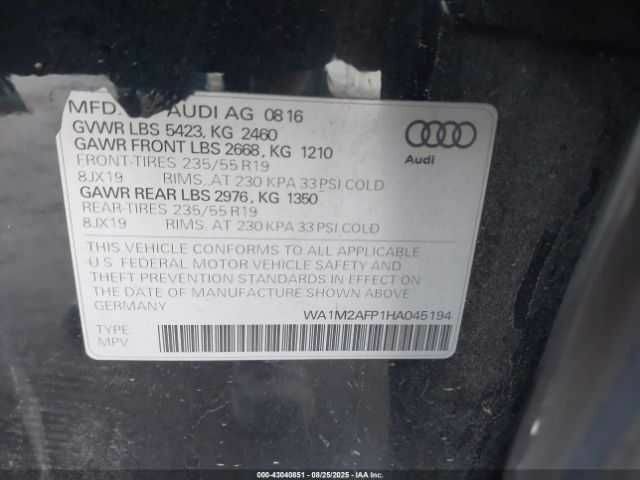 MFD. AUDI AG 08 16
GVWR LBS 5423, KG 2460
GAWR FRONT LBS 2668, KG 1210
FRONT-TIRES 235/55 R19
8JX19 RIMS, AT 230 KPA 33 PSI COLD
GAWR REAR LBS 2976, KG 1350
REAR-TIRES 235/55 R19
8JX19 RIMS, AT 230 KPA 33 PSI COLD
THIS VEHICLE CONFORMS TO ALL APPLICABLE
U.S. FEDERAL MOTOR VEHICLE SAFETY AND
THEFT PREVENTION STANDARDS IN EFFECT ON
THE DATE OF MANUFACTURE SHOWN ABOVE.
GERMANY
WA1M2AFP1HA045194
TYPE
MPV
Audi
000-43040851 - 08/25/2025 - IAA Inc.